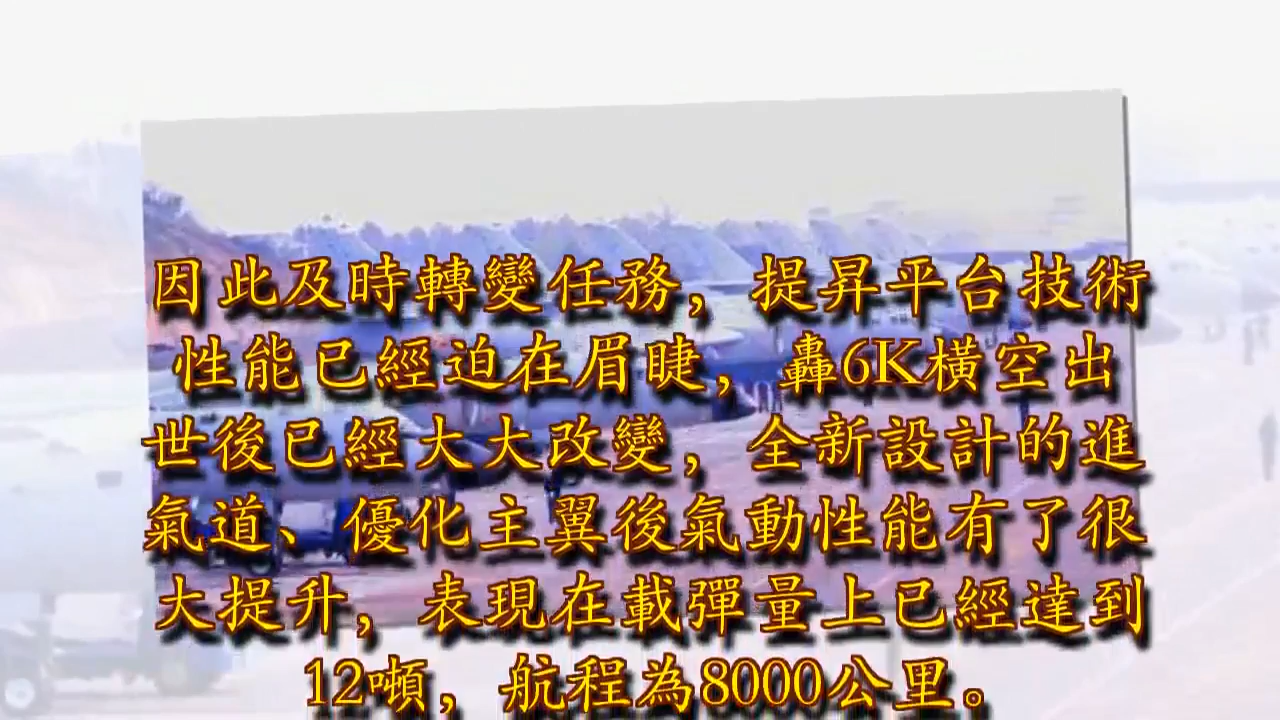 因此及時轉變任務，提昇平台技術
性能已經迫在眉睫，轟6K橫空出
世後已經大大改變，全新設計的進
氣道、優化主翼後氣動性能有了很
大提升，表現在載彈量上已經達到
12噸，航程為8000公里。